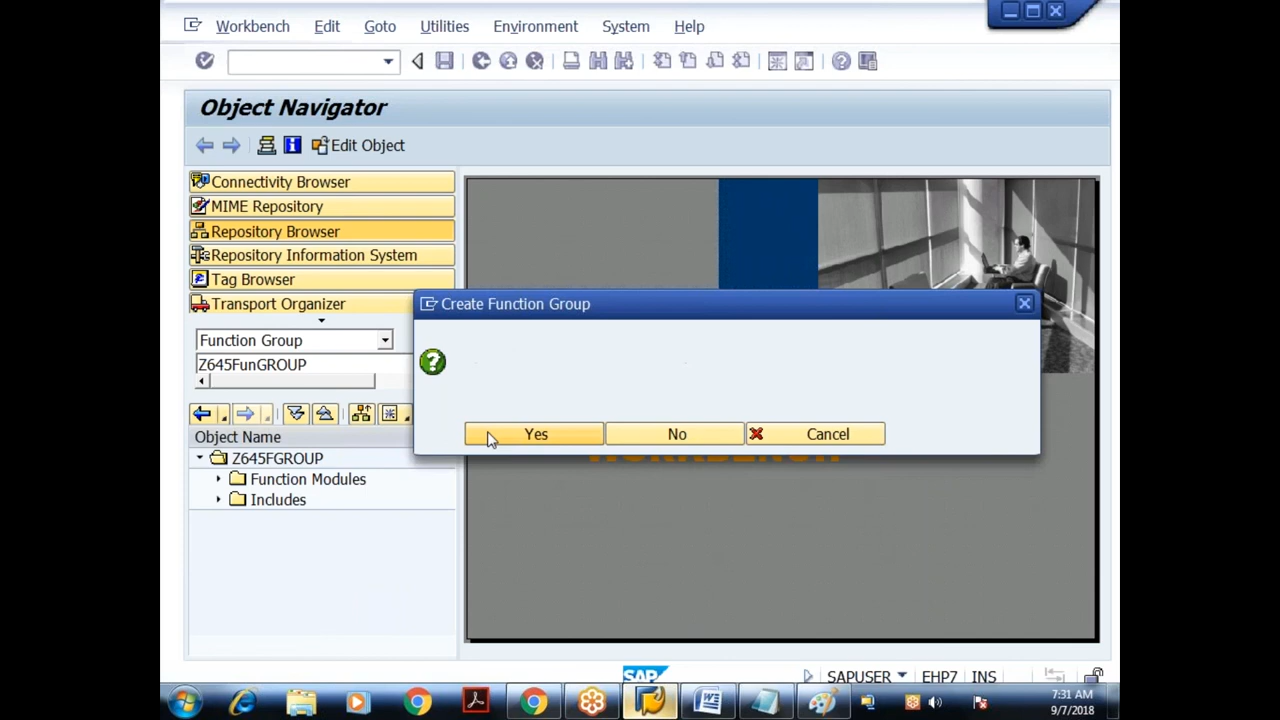 Workbench Edit Goto Utilities Environment System Help
Object Navigator
Edit Object
Connectivity Browser
MIME Repository
Repository Browser
Repository Information System
Tag Browser
Transport Organizer
Create Function Group
Function Group
Z645FunGROUP
Yes No Cancel
Object Name
Z645FGROUP
Function Modules
Includes
SAP
SAPUSER EHP7 INS
7:31 AM
9/7/2018